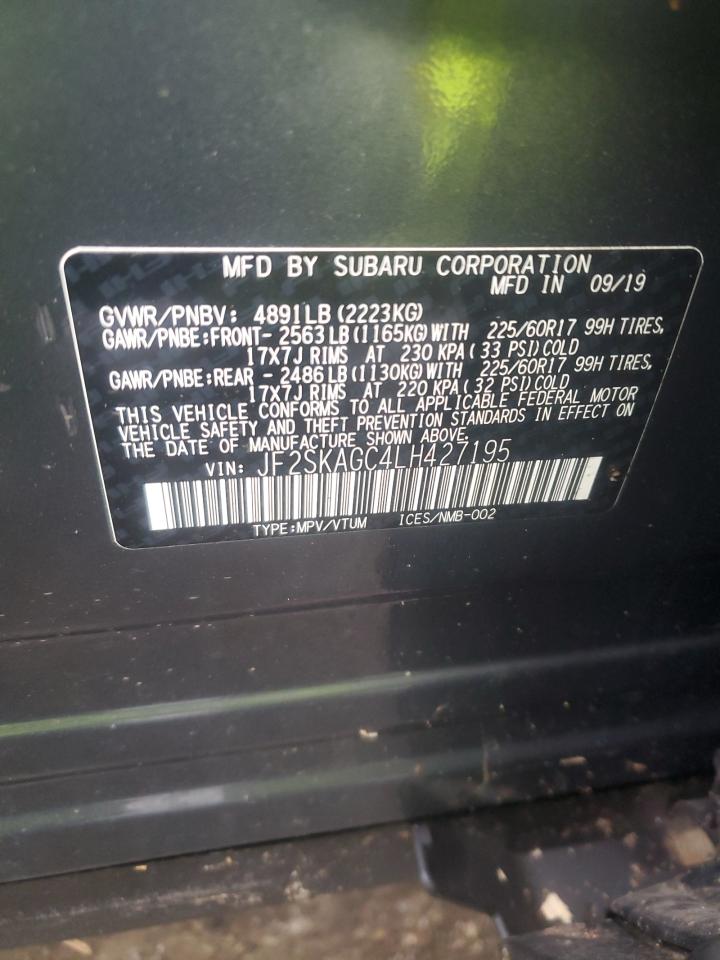 MFD BY SUBARU CORPORATION
MFD IN 09/19
GVWR/PNBV: 4891LB (2223KG)
GAWR/PNBE:FRONT- 2563LB (1165KG) WITH 225/60R17 99H TIRES,
17X7J RIMS AT 230 KPA (33 PSI) COLD
GAWR/PNBE:REAR - 2486LB (1130KG) WITH 225/60R17 99H TIRES,
17X7J RIMS AT 220 KPA (32 PSI) COLD
THIS VEHICLE CONFORMS TO ALL APPLICABLE FEDERAL MOTOR
VEHICLE SAFETY AND THEFT PREVENTION STANDARDS IN EFFECT ON
THE DATE OF MANUFACTURE SHOWN ABOVE.
VIN: JF2SKAGC4LH427195
TYPE:MPV/VTUM ICES/NMB-002